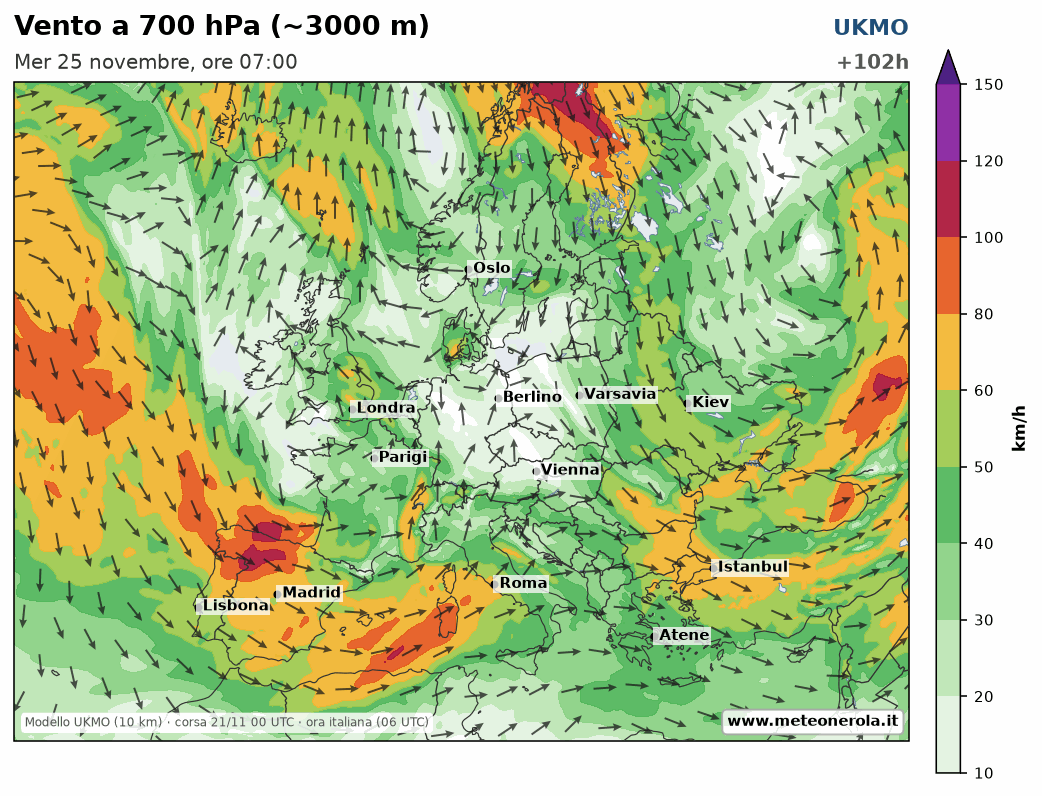 Vento a 700 hPa (~3000 m)
UKMO
Mer 25 novembre, ore 07:00
+102h
150
120
100
80
60
50
40
30
20
10
km/h
Oslo
Berlino
Varsavia
Kiev
Londra
Parigi
Vienna
Istanbul
Roma
Madrid
Lisbona
Atene
Modello UKMO (10 km) · corsa 21/11 00 UTC · ora italiana (06 UTC)
www.meteonerola.it